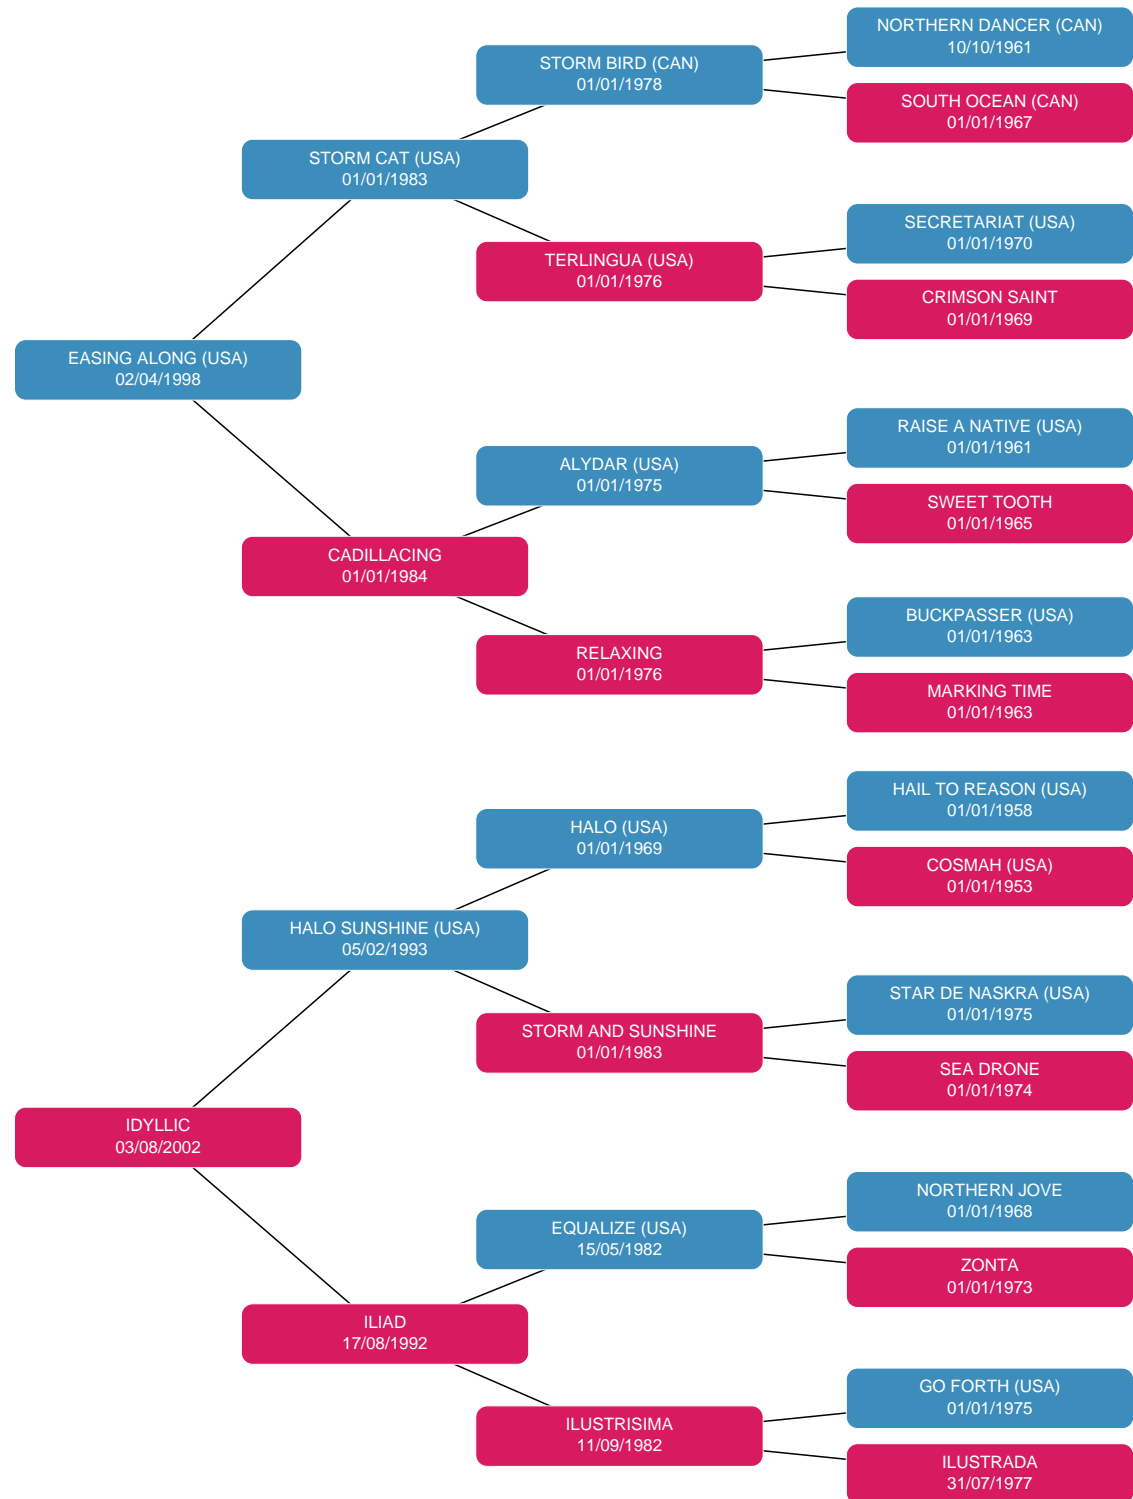 NORTHERN DANCER (CAN)
10/10/1961
STORM BIRD (CAN)
01/01/1978
SOUTH OCEAN (CAN)
01/01/1967
STORM CAT (USA)
01/01/1983
SECRETARIAT (USA)
01/01/1970
TERLINGUA (USA)
01/01/1976
CRIMSON SAINT
01/01/1969
EASING ALONG (USA)
02/04/1998
RAISE A NATIVE (USA)
01/01/1961
ALYDAR (USA)
01/01/1975
SWEET TOOTH
01/01/1965
CADILLACING
01/01/1984
BUCKPASSER (USA)
01/01/1963
RELAXING
01/01/1976
MARKING TIME
01/01/1963
HAIL TO REASON (USA)
01/01/1958
HALO (USA)
01/01/1969
COSMAH (USA)
01/01/1953
HALO SUNSHINE (USA)
05/02/1993
STAR DE NASKRA (USA)
01/01/1975
STORM AND SUNSHINE
01/01/1983
SEA DRONE
01/01/1974
IDYLLIC
03/08/2002
NORTHERN JOVE
01/01/1968
EQUALIZE (USA)
15/05/1982
ZONTA
01/01/1973
ILIAD
17/08/1992
GO FORTH (USA)
01/01/1975
ILUSTRISIMA
11/09/1982
ILUSTRADA
31/07/1977